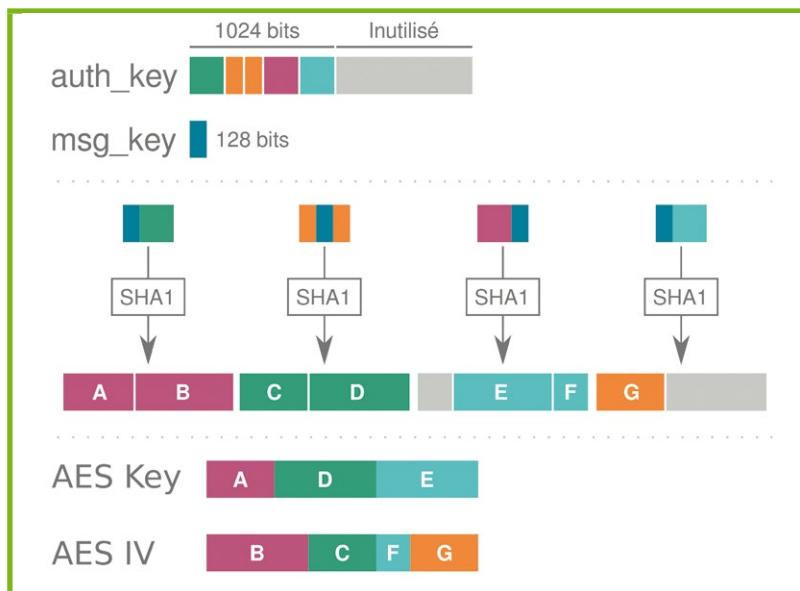 1024 bits Inutilisé
auth_key
msg_key 128 bits
SHA1 SHA1 SHA1 SHA1
A B C D E F G
AES Key A D E
AES IV B C F G